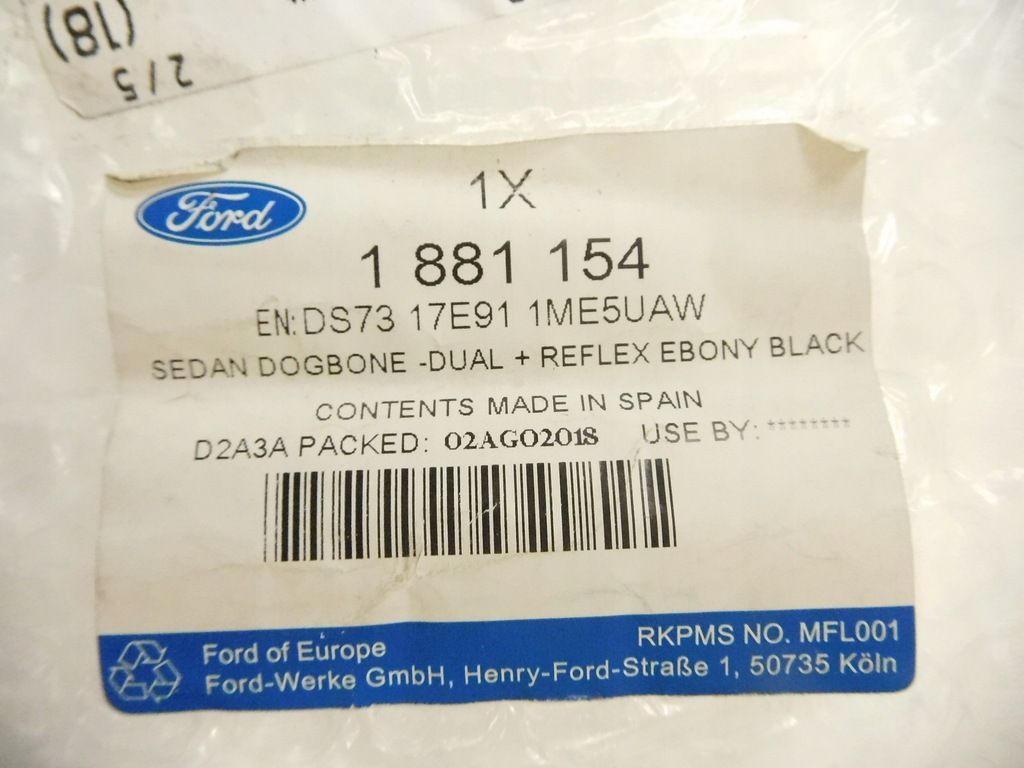 (18)
2/5
Ford
1X
1 881 154
EN: DS73 17E91 1ME5UAW
SEDAN DOGBONE -DUAL + REFLEX EBONY BLACK
CONTENTS MADE IN SPAIN
D2A3A PACKED: 02AGO2018 USE BY: ********
Ford of Europe RKPMS NO. MFL001
Ford-Werke GmbH, Henry-Ford-Straße 1, 50735 Köln